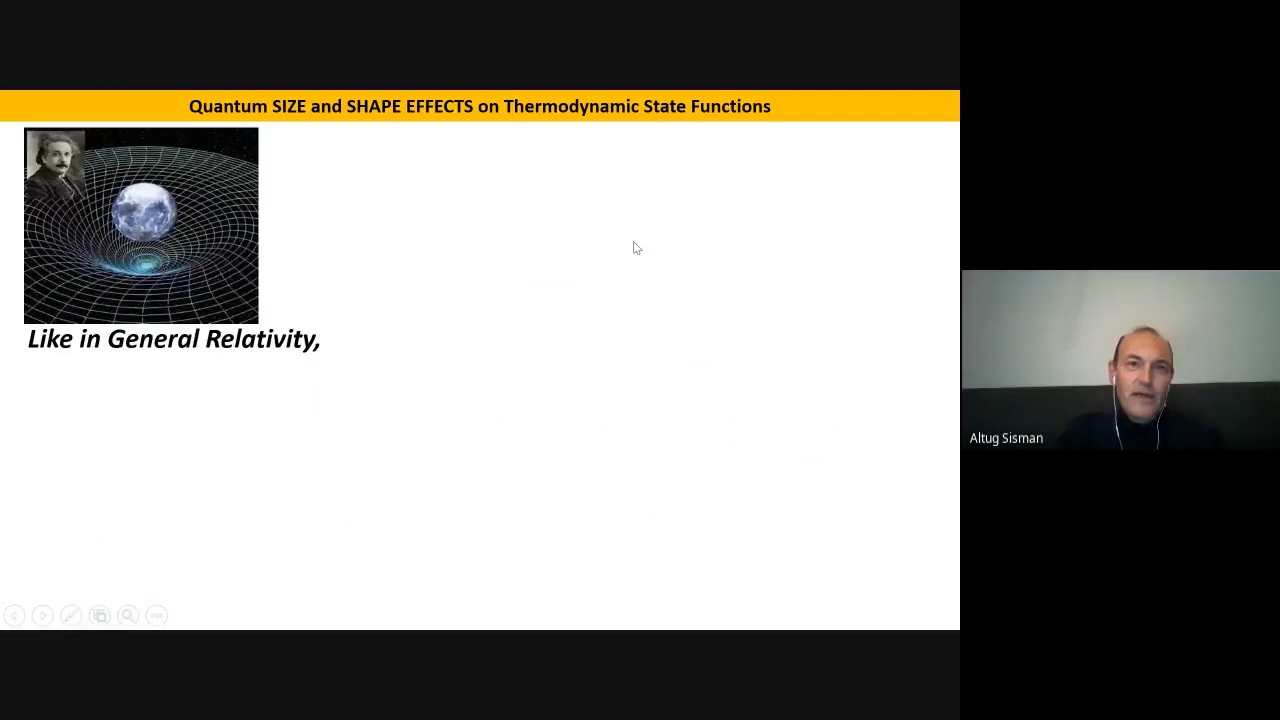 Quantum SIZE and SHAPE EFFECTS on Thermodynamic State Functions
Like in General Relativity,
Altug Sisman